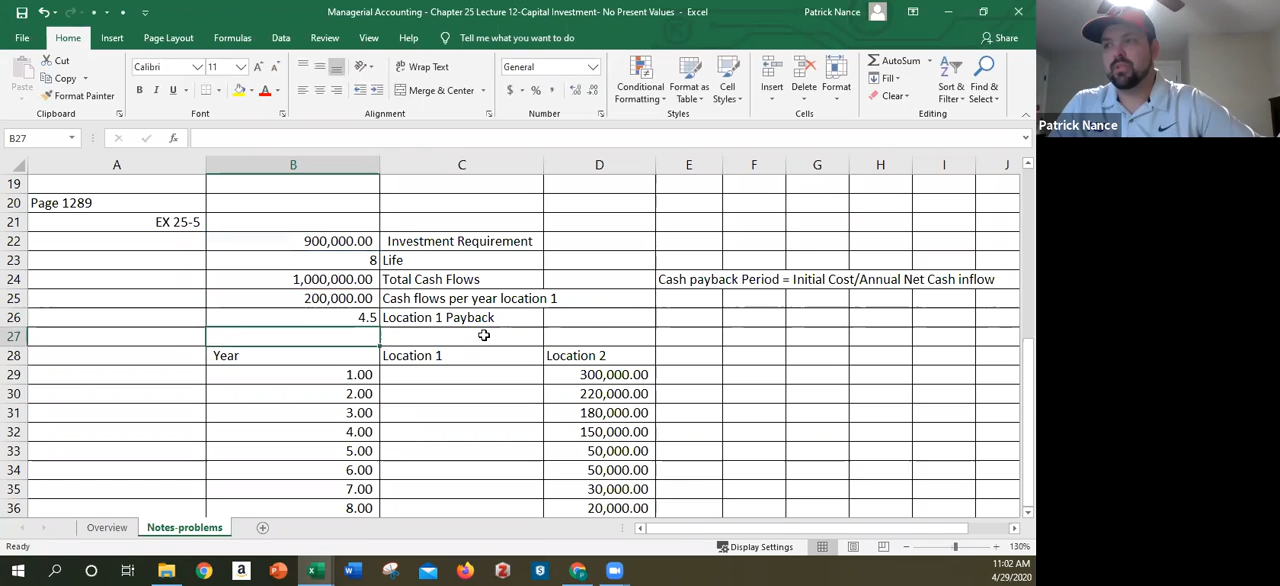 Managerial Accounting - Chapter 25 Lecture 12-Capital Investment- No Present Values - Excel
Patrick Nance
File Home Insert Page Layout Formulas Data Review View Help Tell me what you want to do Share
Paste
Cut
Copy
Format Painter
Clipboard
Calibri 11
B I U
Font
Wrap Text
Merge & Center
Alignment
General
$ % ,
Number
Conditional Formatting
Format as Table
Cell Styles
Styles
Insert Delete Format
Cells
AutoSum
Fill
Clear
Sort & Filter
Find & Select
Editing
Patrick Nance
B27 fx
A B C D E F G H I J
19
20 Page 1289
21 EX 25-5
22 900,000.00 Investment Requirement
23 8 Life
24 1,000,000.00 Total Cash Flows Cash payback Period = Initial Cost/Annual Net Cash inflow
25 200,000.00 Cash flows per year location 1
26 4.5 Location 1 Payback
27
28 Year Location 1 Location 2
29 1.00 300,000.00
30 2.00 220,000.00
31 3.00 180,000.00
32 4.00 150,000.00
33 5.00 50,000.00
34 6.00 50,000.00
35 7.00 30,000.00
36 8.00 20,000.00
Overview Notes-problems
Ready Display Settings 130%
11:02 AM
4/29/2020